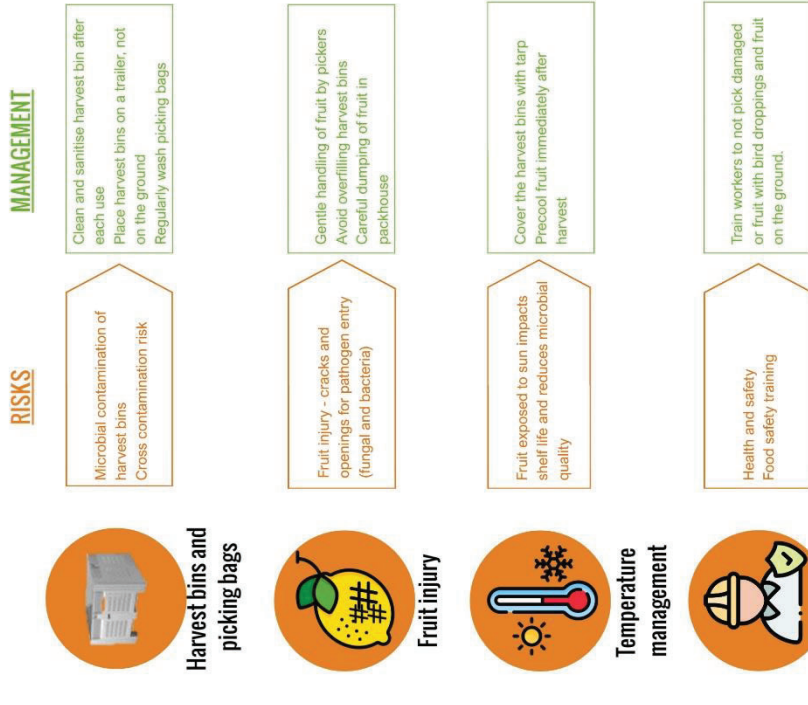 RISKS
MANAGEMENT
Harvest bins and
picking bags
Microbial contamination of
harvest bins
Cross contamination risk
Clean and sanitise harvest bin after
each use
Place harvest bins on a trailer, not
on the ground
Regularly wash picking bags
Fruit injury
Fruit injury - cracks and
openings for pathogen entry
(fungal and bacteria)
Gentle handling of fruit by pickers
Avoid overfilling harvest bins
Careful dumping of fruit in
packhouse
Temperature
management
Fruit exposed to sun impacts
shelf life and reduces microbial
quality
Cover the harvest bins with tarp
Precool fruit immediately after
harvest
Health and safety
Food safety training
Train workers to not pick damaged
or fruit with bird droppings and fruit
on the ground.